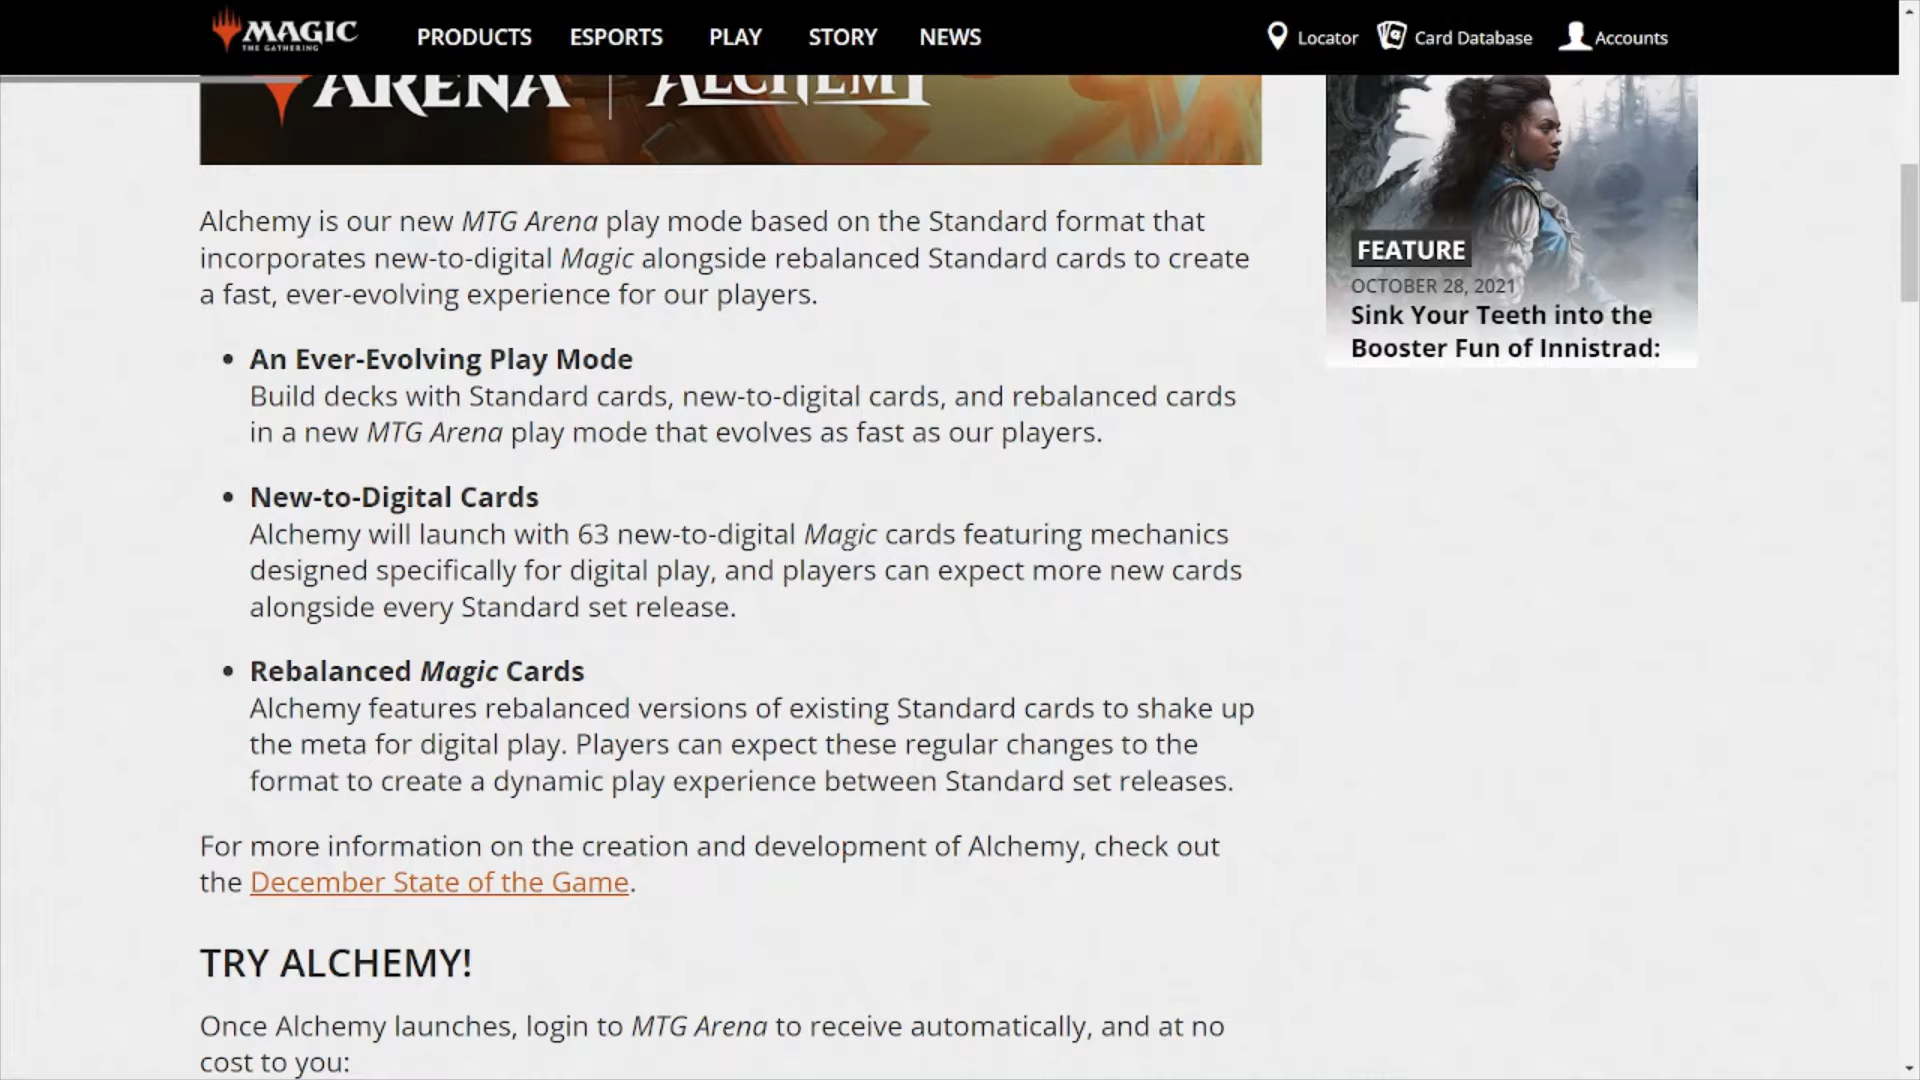 MAGIC
THE GATHERING
PRODUCTS ESPORTS PLAY STORY NEWS
Locator Card Database Accounts
ARENA | ALCHEMY
Alchemy is our new MTG Arena play mode based on the Standard format that
incorporates new-to-digital Magic alongside rebalanced Standard cards to create
a fast, ever-evolving experience for our players.
• An Ever-Evolving Play Mode
Build decks with Standard cards, new-to-digital cards, and rebalanced cards
in a new MTG Arena play mode that evolves as fast as our players.
• New-to-Digital Cards
Alchemy will launch with 63 new-to-digital Magic cards featuring mechanics
designed specifically for digital play, and players can expect more new cards
alongside every Standard set release.
• Rebalanced Magic Cards
Alchemy features rebalanced versions of existing Standard cards to shake up
the meta for digital play. Players can expect these regular changes to the
format to create a dynamic play experience between Standard set releases.
For more information on the creation and development of Alchemy, check out
the December State of the Game.
TRY ALCHEMY!
Once Alchemy launches, login to MTG Arena to receive automatically, and at no
cost to you:
FEATURE
OCTOBER 28, 2021
Sink Your Teeth into the
Booster Fun of Innistrad: